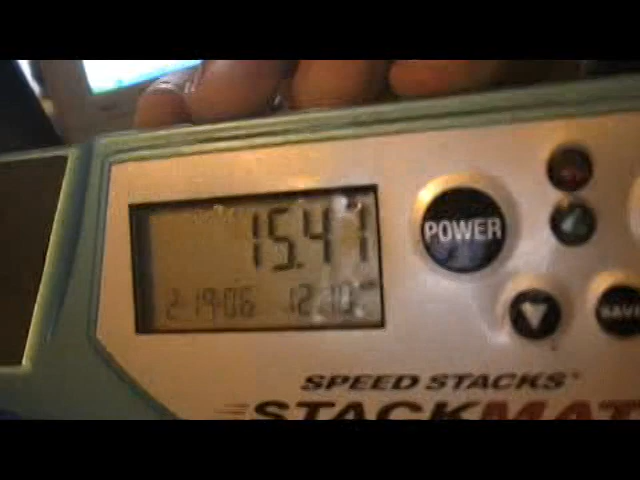 15.41
2-19-06 12:10
POWER
SAVE
SPEED STACKS
STACKMAT